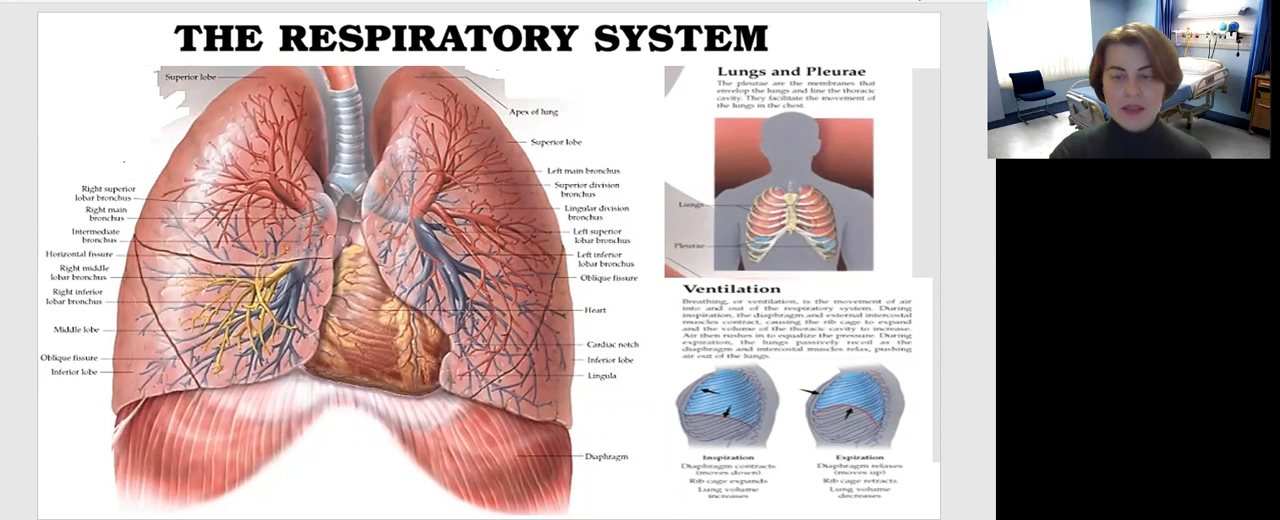 THE RESPIRATORY SYSTEM
Superior lobe
Right superior
lobar bronchus
Right main
bronchus
Intermediate
bronchus
Horizontal fissure
Right middle
lobar bronchus
Right inferior
lobar bronchus
Middle lobe
Oblique fissure
Inferior lobe
Apex of lung
Superior lobe
Left main bronchus
Superior division
bronchus
Lingular division
bronchus
Left superior
lobar bronchus
Left inferior
lobar bronchus
Oblique fissure
Heart
Cardiac notch
Inferior lobe
Lingula
Diaphragm
Lungs and Pleurae
The pleurae are the membranes that
envelop the lungs and line the thoracic
cavity. They facilitate the movement of
the lungs in the chest.
Lungs
Pleurae
Ventilation
Breathing, or ventilation, is the movement of air
into and out of the respiratory system. During
inspiration, the diaphragm and external intercostal
muscles contract, causing the rib cage to expand
and the volume of the thoracic cavity to increase.
Air then rushes in to equalize the pressure. During
expiration, the lungs passively recoil as the
diaphragm and intercostal muscles relax, pushing
air out of the lungs.
Inspiration
Diaphragm contracts
(moves down)
Rib cage expands
Lung volume
increases
Expiration
Diaphragm relaxes
(moves up)
Rib cage retracts
Lung volume
decreases